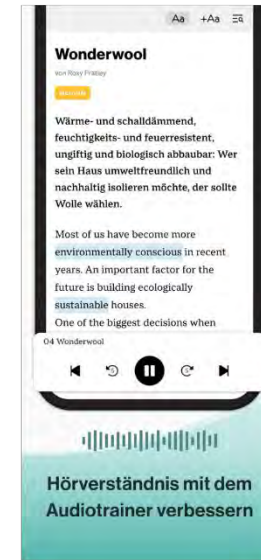 Aa +Aa
Wonderwool
von Roxy Frabley
Wärme- und schalldämmend,
feuchtigkeits- und feuerresistent,
ungiftig und biologisch abbaubar: Wer
sein Haus umweltfreundlich und
nachhaltig isolieren möchte, der sollte
Wolle wählen.
Most of us have become more
environmentally conscious in recent
years. An important factor for the
future is building ecologically
sustainable houses.
One of the biggest decisions when
04 Wonderwool
Hörverständnis mit dem
Audiotrainer verbessern